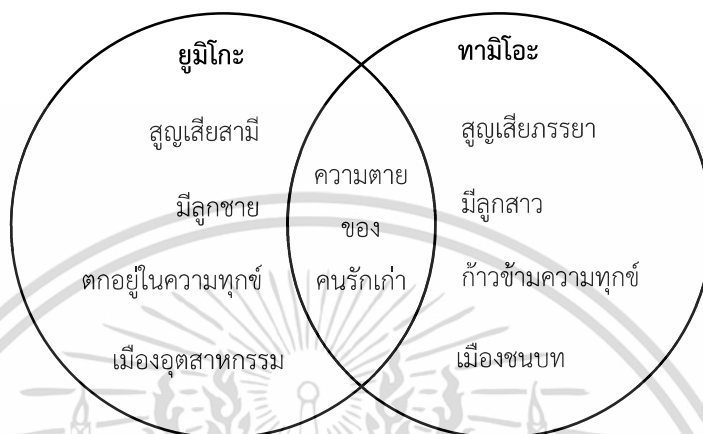 ยูมิโกะ
สูญเสียสามี
มีลูกชาย
ตกอยู่ในความทุกข์
เมืองอุตสาหกรรม
ความตาย
ของ
คนรักเก่า
ทามิโอะ
สูญเสียภรรยา
มีลูกสาว
ก้าวข้ามความทุกข์
เมืองชนบท